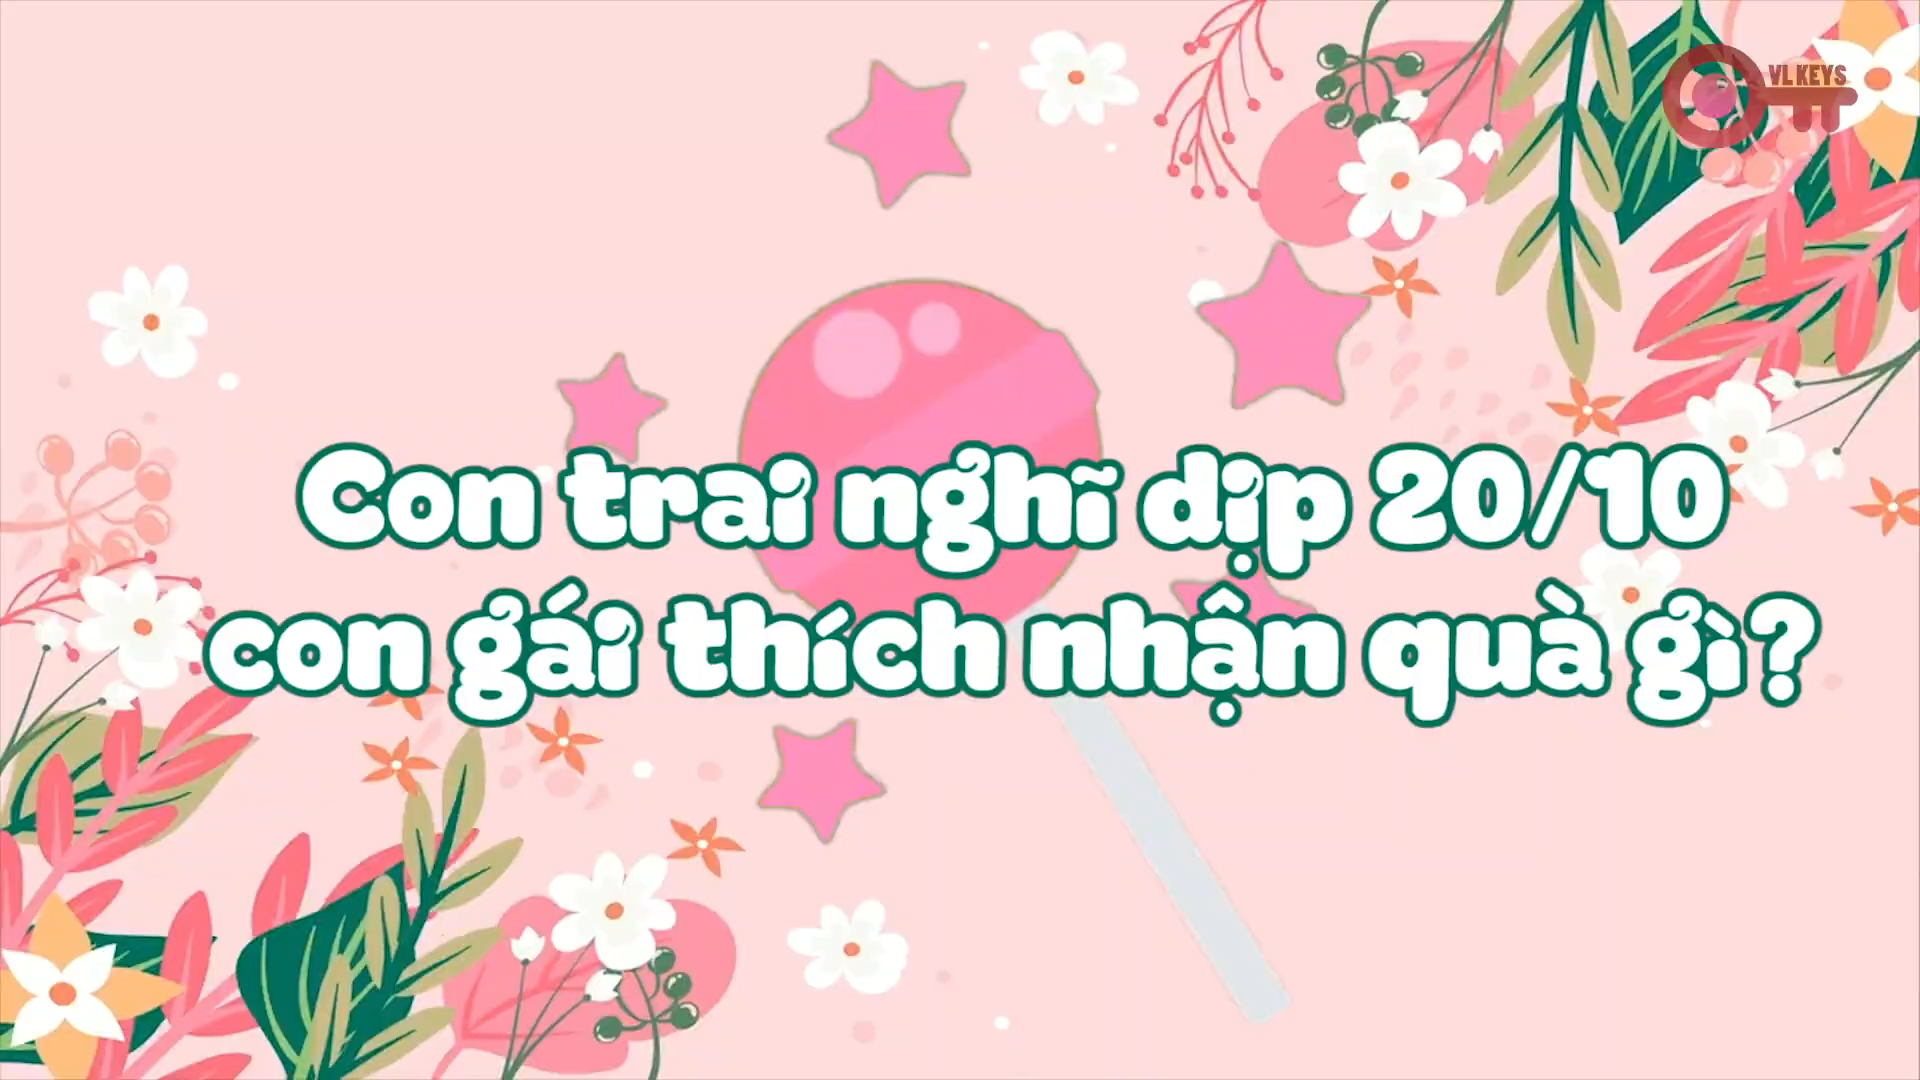 VL KEYS
Con trai nghĩ dịp 20/10
con gái thích nhận quà gì?